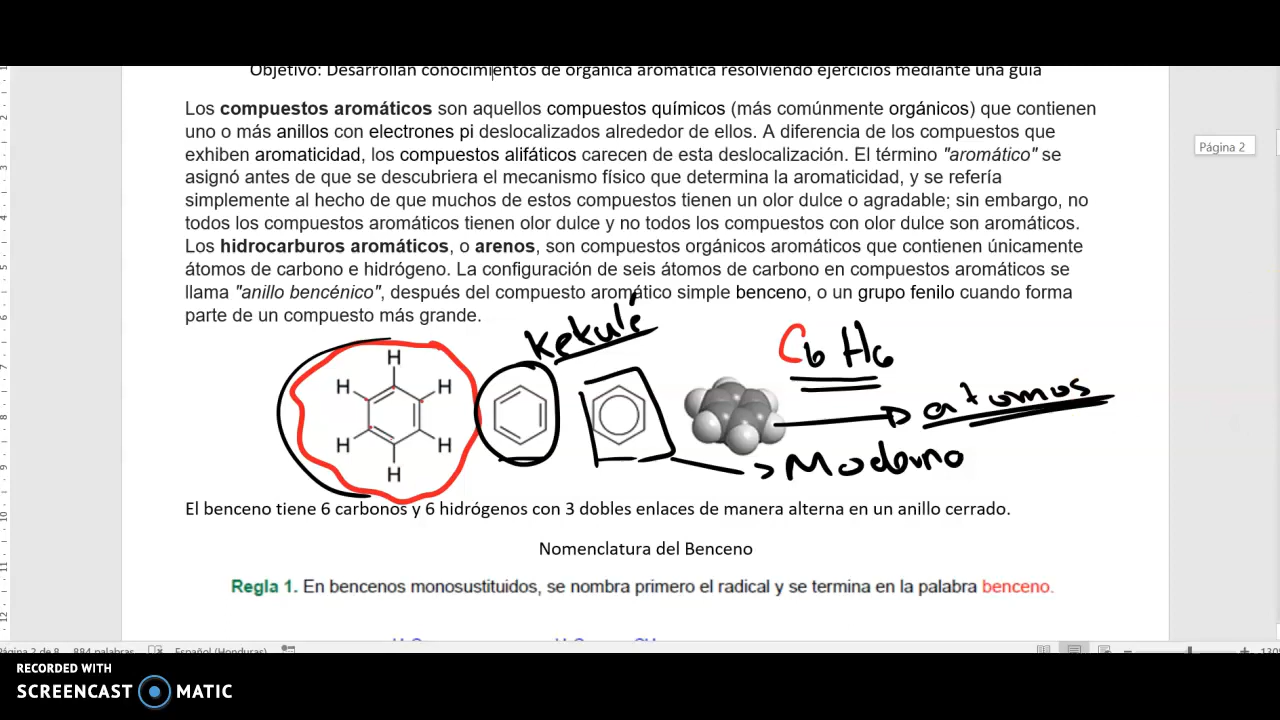 Objetivo: Desarrollan conocimientos de orgánica aromática resolviendo ejercicios mediante una guía
Los compuestos aromáticos son aquellos compuestos químicos (más comúnmente orgánicos) que contienen
uno o más anillos con electrones pi deslocalizados alrededor de ellos. A diferencia de los compuestos que
exhiben aromaticidad, los compuestos alifáticos carecen de esta deslocalización. El término "aromático" se
asignó antes de que se descubriera el mecanismo físico que determina la aromaticidad, y se refería
simplemente al hecho de que muchos de estos compuestos tienen un olor dulce o agradable; sin embargo, no
todos los compuestos aromáticos tienen olor dulce y no todos los compuestos con olor dulce son aromáticos.
Los hidrocarburos aromáticos, o arenos, son compuestos orgánicos aromáticos que contienen únicamente
átomos de carbono e hidrógeno. La configuración de seis átomos de carbono en compuestos aromáticos se
llama "anillo bencénico", después del compuesto aromático simple benceno, o un grupo fenilo cuando forma
parte de un compuesto más grande.
Página 2
Kekulé
C6 H6
H
H H
H H
H
atomos
Moderno
El benceno tiene 6 carbonos y 6 hidrógenos con 3 dobles enlaces de manera alterna en un anillo cerrado.
Nomenclatura del Benceno
Regla 1. En bencenos monosustituidos, se nombra primero el radical y se termina en la palabra benceno.
Página 2 de 8 884 palabras Español (Honduras)
RECORDED WITH
SCREENCAST MATIC